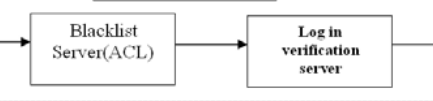 Blacklist
Server(ACL)
Log in
verification
server